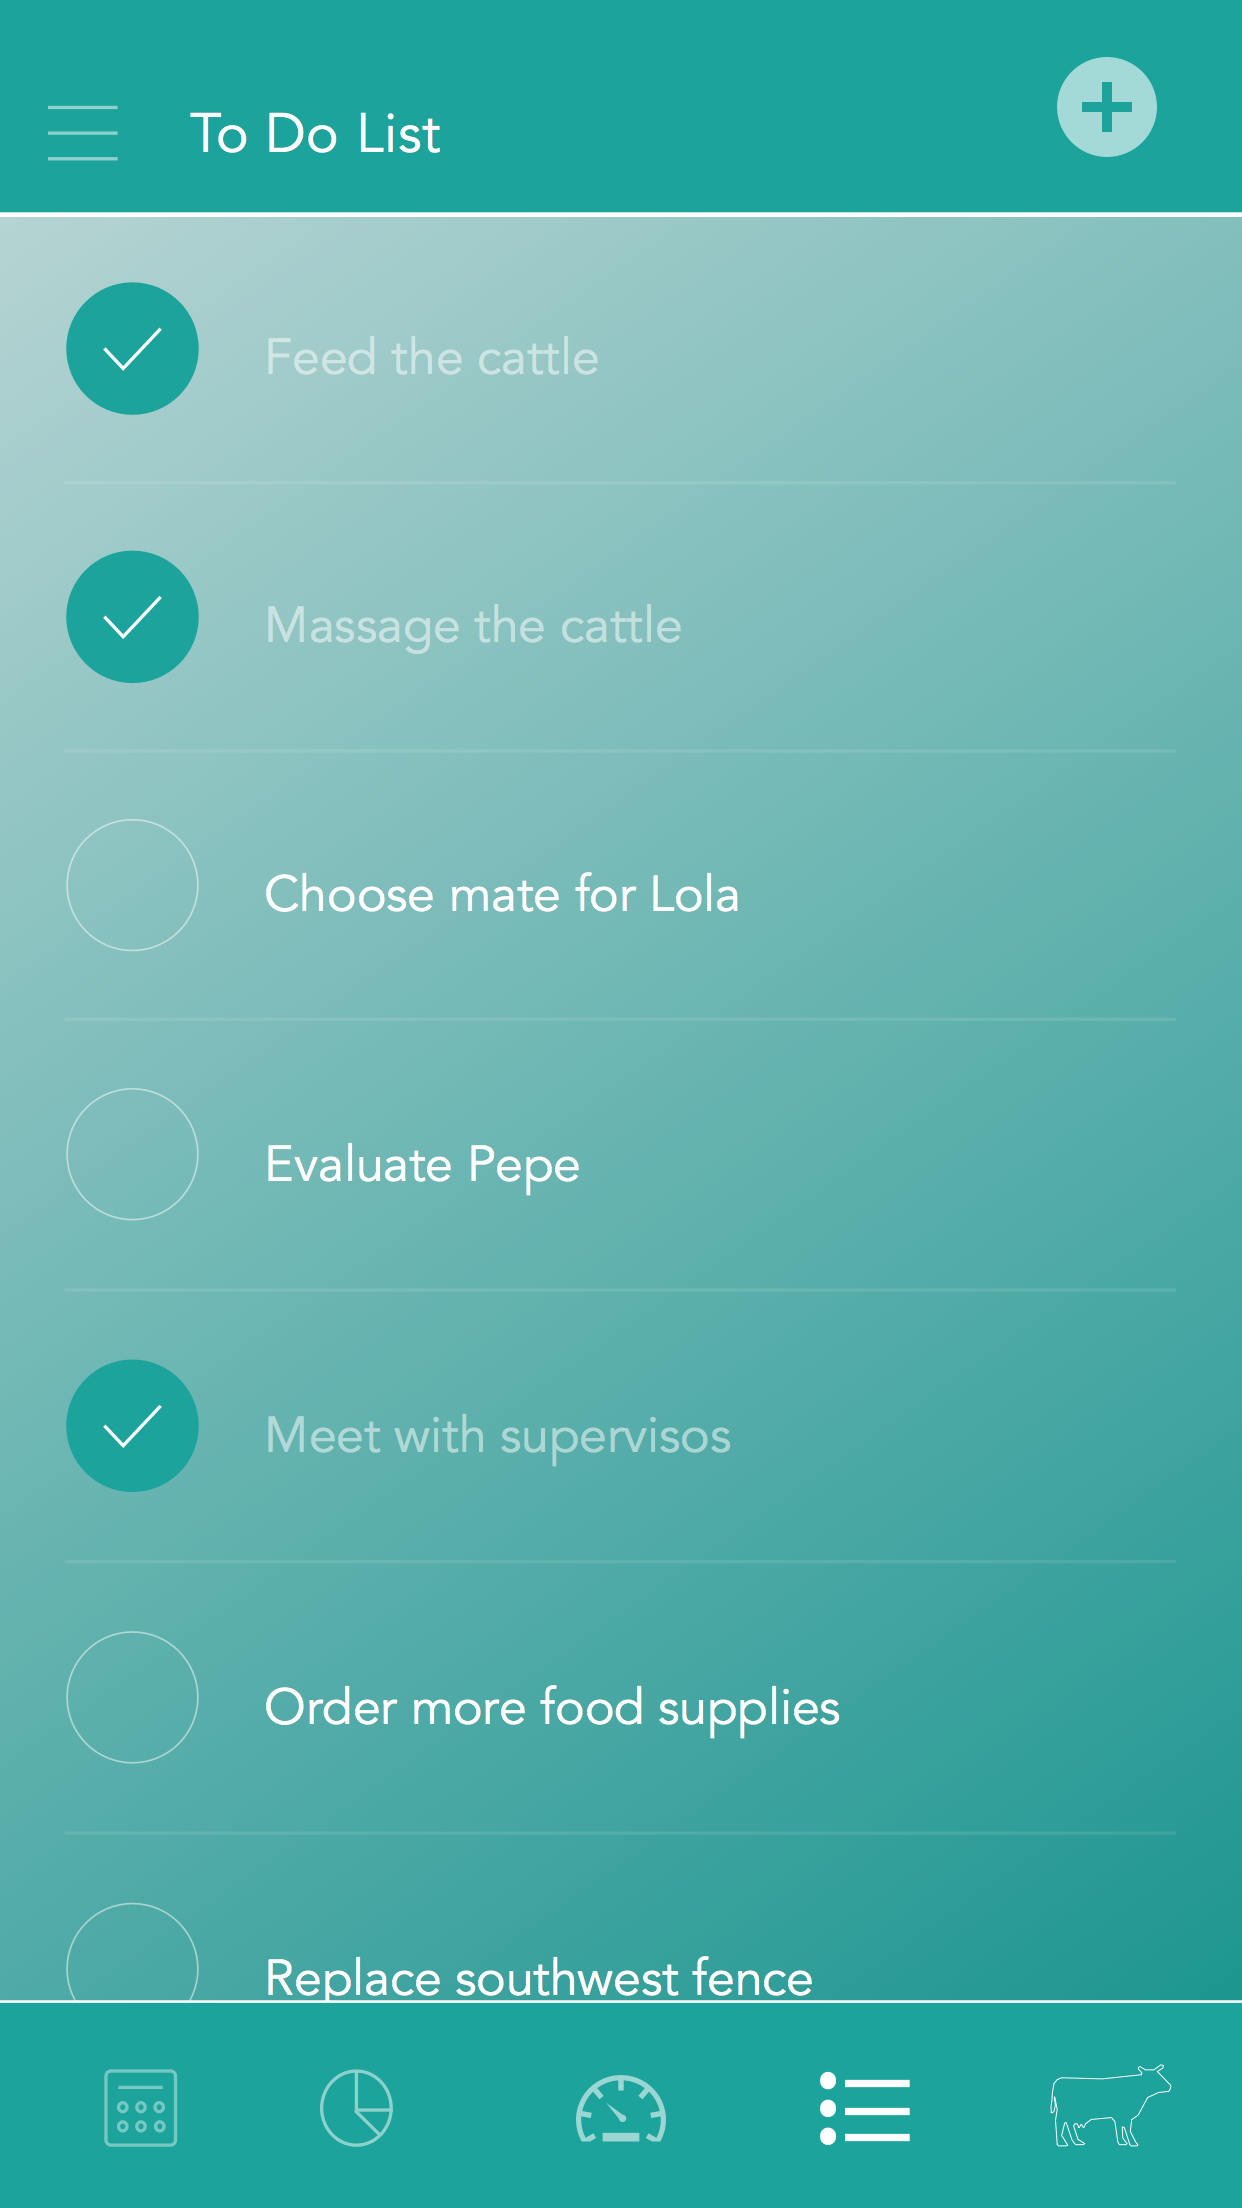 To Do List
Feed the cattle
Massage the cattle
Choose mate for Lola
Evaluate Pepe
Meet with supervisos
Order more food supplies
Replace southwest fence